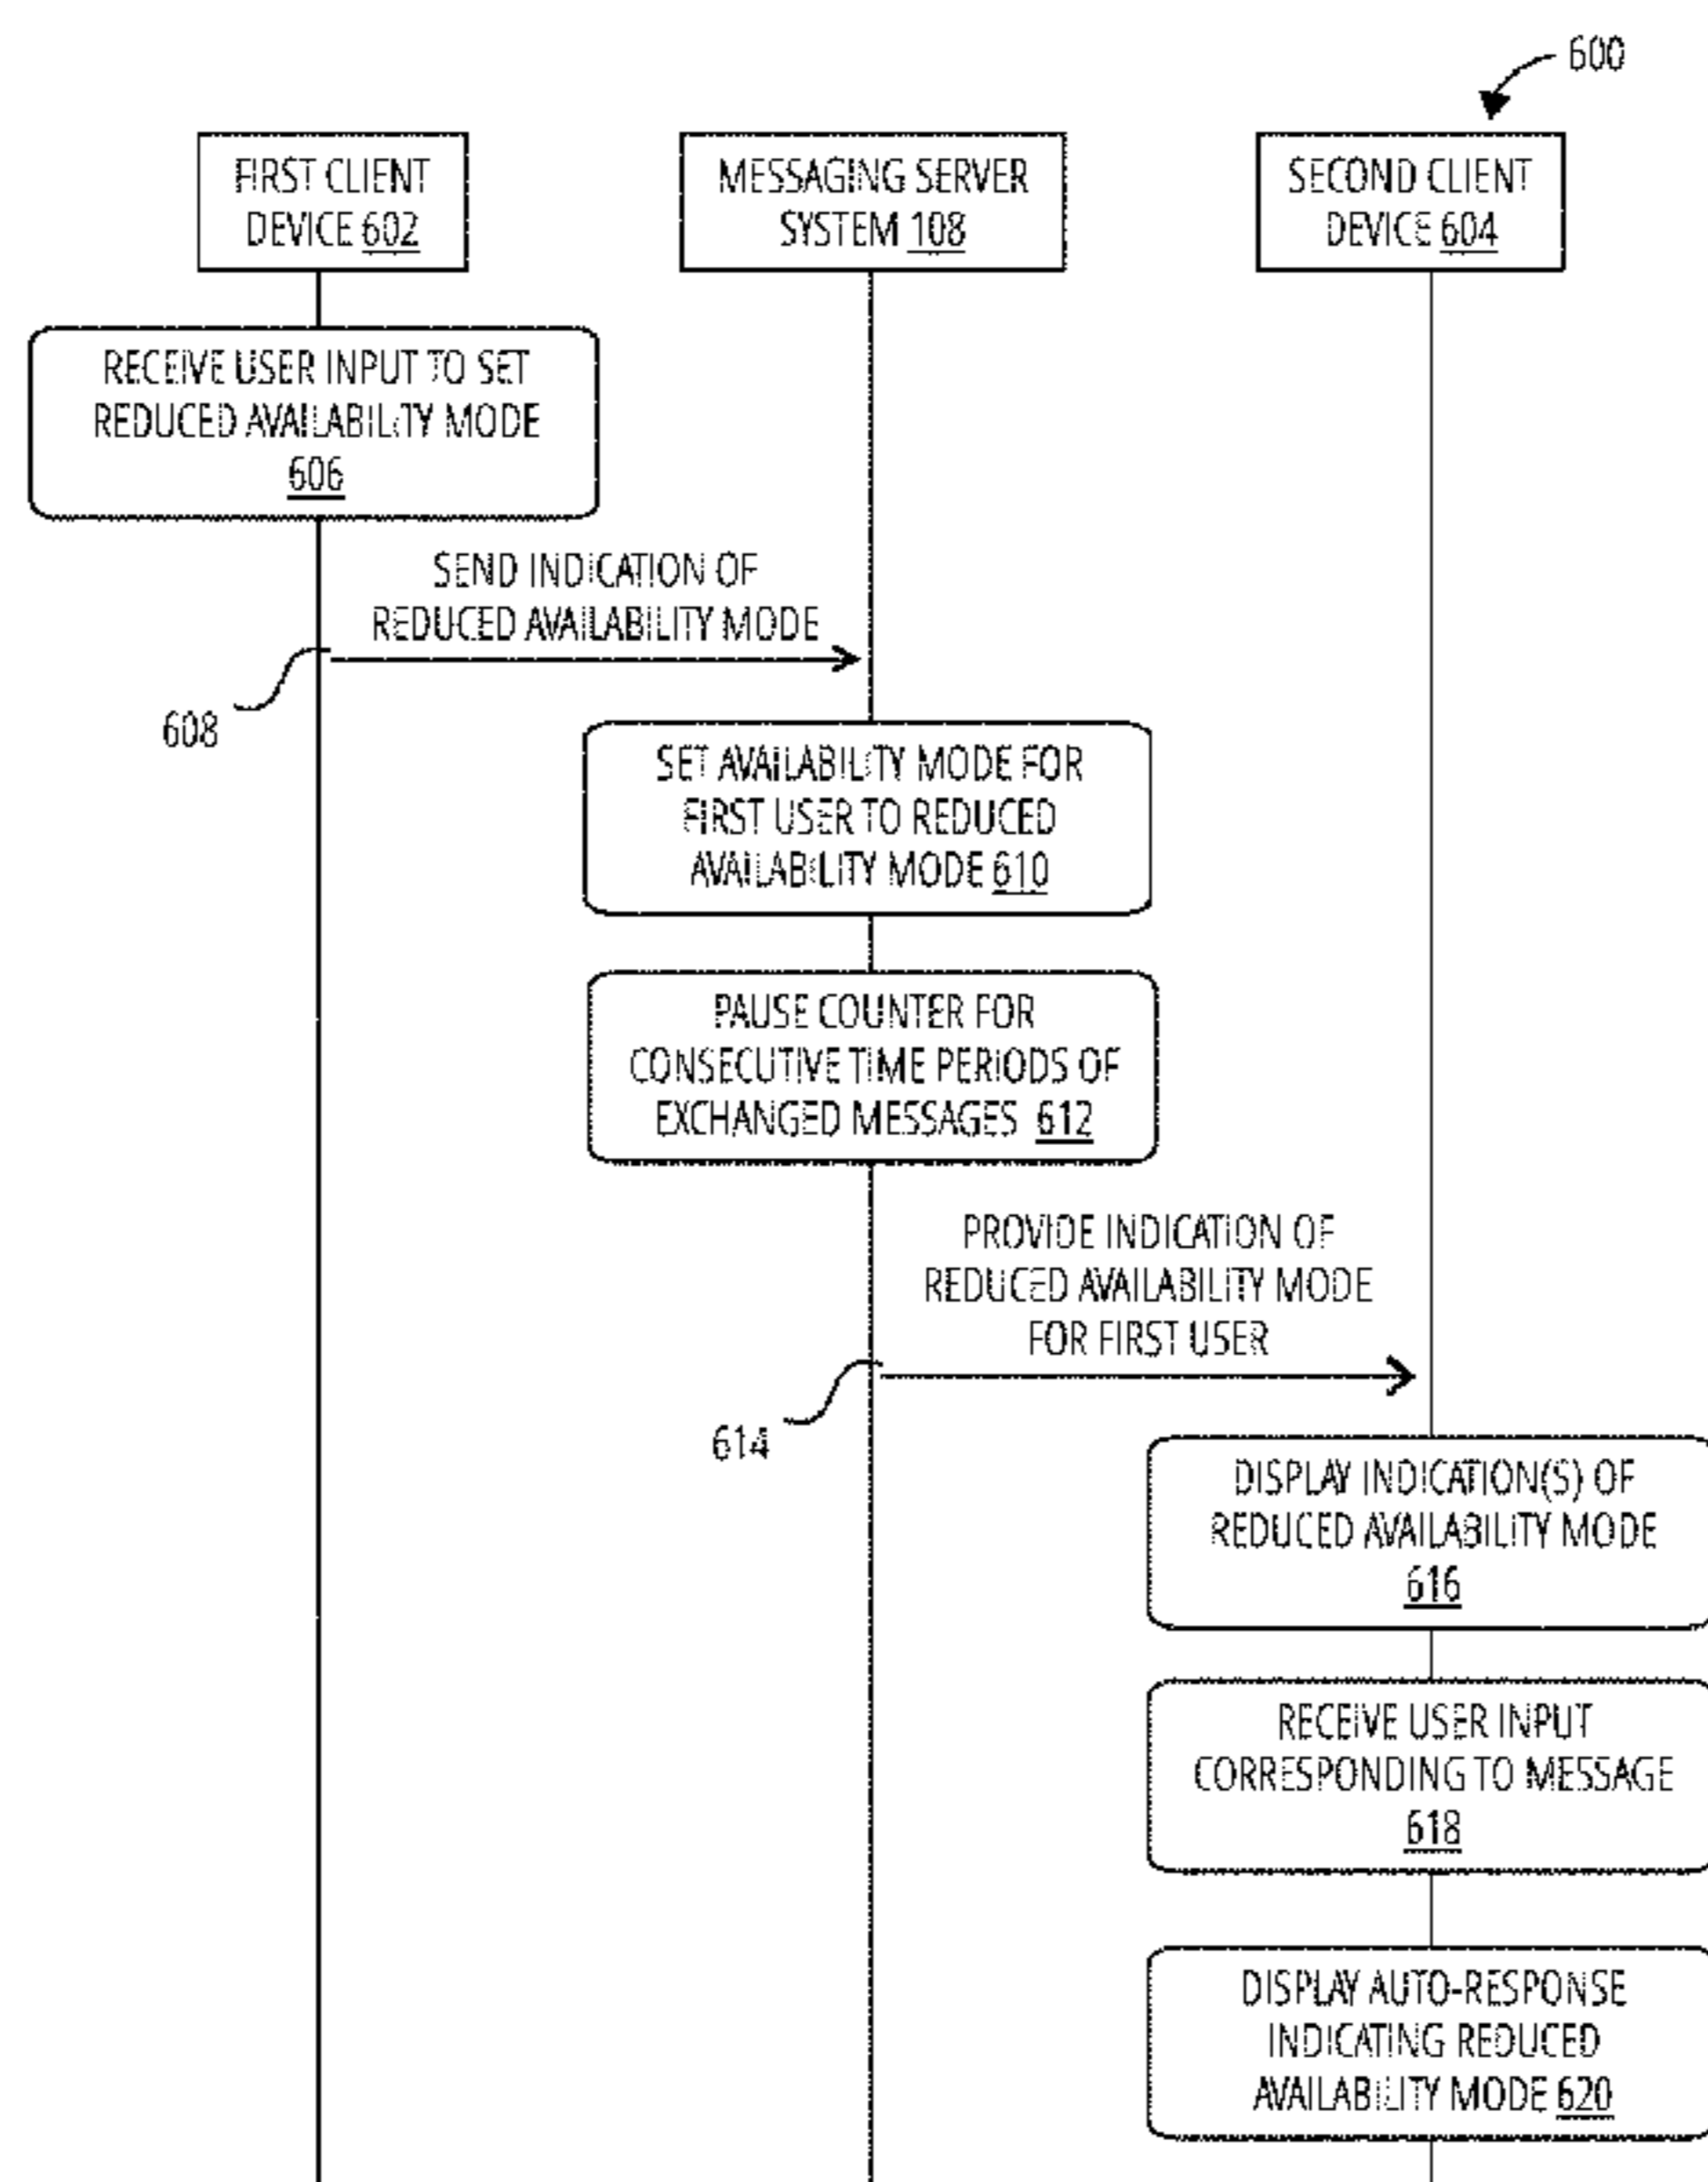 600
FIRST CLIENT
DEVICE 602
MESSAGING SERVER
SYSTEM 108
SECOND CLIENT
DEVICE 604
RECEIVE USER INPUT TO SET
REDUCED AVAILABILITY MODE
606
SEND INDICATION OF
REDUCED AVAILABILITY MODE
608
SET AVAILABILITY MODE FOR
FIRST USER TO REDUCED
AVAILABILITY MODE 610
PAUSE COUNTER FOR
CONSECUTIVE TIME PERIODS OF
EXCHANGED MESSAGES 612
PROVIDE INDICATION OF
REDUCED AVAILABILITY MODE
FOR FIRST USER
614
DISPLAY INDICATION(S) OF
REDUCED AVAILABILITY MODE
616
RECEIVE USER INPUT
CORRESPONDING TO MESSAGE
618
DISPLAY AUTO-RESPONSE
INDICATING REDUCED
AVAILABILITY MODE 620